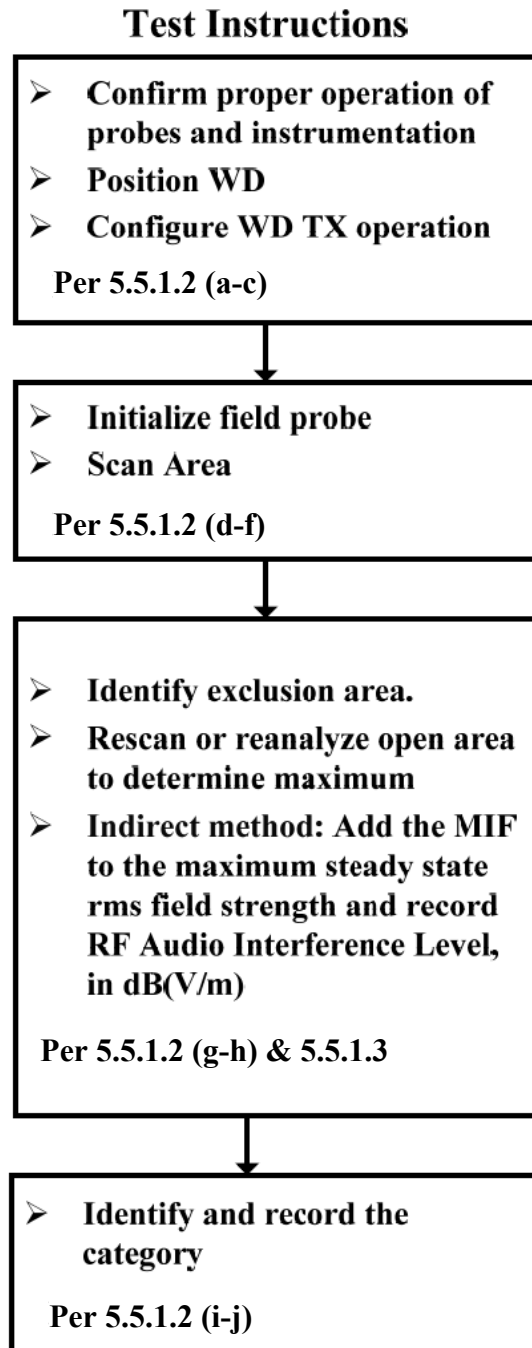 Test Instructions
➢ Confirm proper operation of
probes and instrumentation
➢ Position WD
➢ Configure WD TX operation
Per 5.5.1.2 (a-c)
➢ Initialize field probe
➢ Scan Area
Per 5.5.1.2 (d-f)
➢ Identify exclusion area.
➢ Rescan or reanalyze open area
to determine maximum
➢ Indirect method: Add the MIF
to the maximum steady state
rms field strength and record
RF Audio Interference Level,
in dB(V/m)
Per 5.5.1.2 (g-h) & 5.5.1.3
➢ Identify and record the
category
Per 5.5.1.2 (i-j)